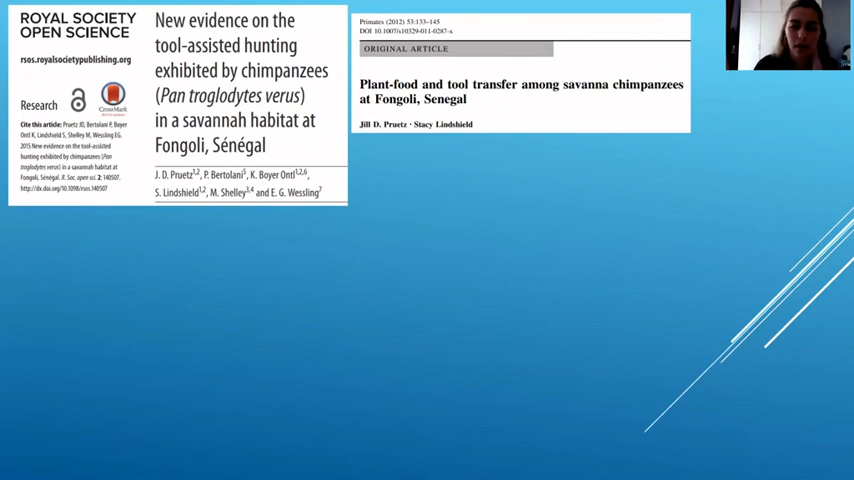 ROYAL SOCIETY
OPEN SCIENCE
rsos.royalsocietypublishing.org
Research
CrossMark
Cite this article: Pruetz JD, Bertolani P, Boyer
Ontl K, Lindshield S, Shelley M, Wessling EG.
2015 New evidence on the tool-assisted
hunting exhibited by chimpanzees (Pan
troglodytes verus) in a savannah habitat at
Fongoli, Sénégal. R. Soc. open sci. 2: 140507.
http://dx.doi.org/10.1098/rsos.140507
New evidence on the
tool-assisted hunting
exhibited by chimpanzees
(Pan troglodytes verus)
in a savannah habitat at
Fongoli, Sénégal
J. D. Pruetz1,2, P. Bertolani5, K. Boyer Ontl1,2,6,
S. Lindshield1,2, M. Shelley3,4 and E. G. Wessling7
Primates (2012) 53:133–145
DOI 10.1007/s10329-011-0287-x
ORIGINAL ARTICLE
Plant-food and tool transfer among savanna chimpanzees
at Fongoli, Senegal
Jill D. Pruetz · Stacy Lindshield